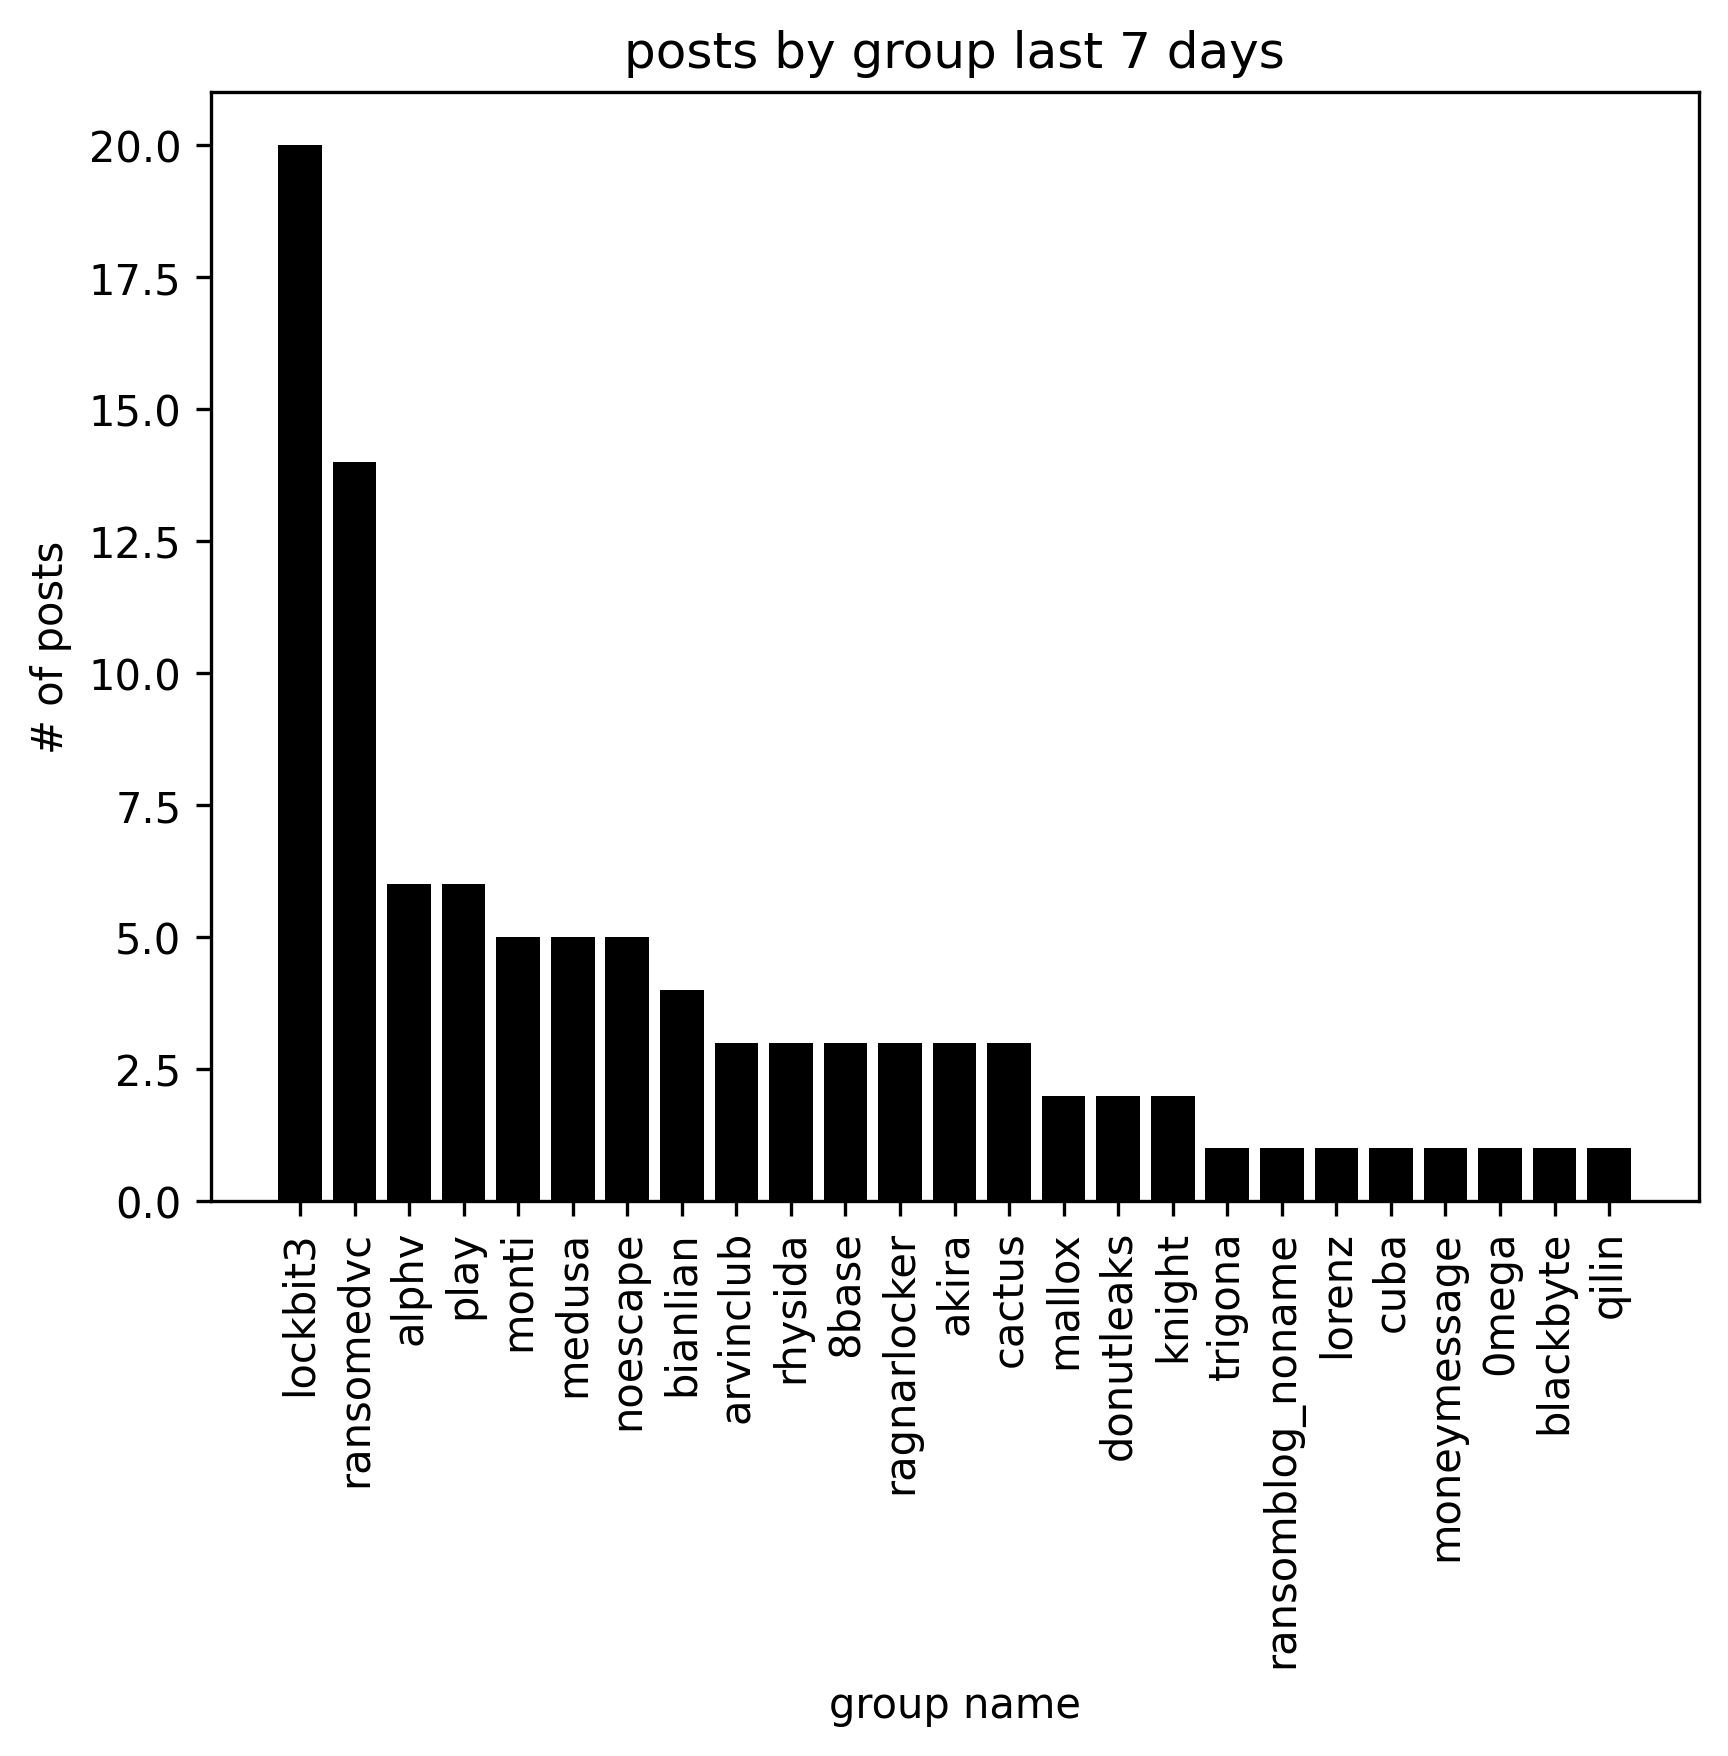 posts by group last 7 days
20.0
17.5
15.0
12.5
10.0
7.5
5.0
2.5
0.0
# of posts
lockbit3
ransomedvc
alphv
play
monti
medusa
noescape
bianlian
arvinclub
rhysida
8base
ragnarlocker
akira
cactus
mallox
donutleaks
knight
trigona
ransomblog_noname
lorenz
cuba
moneymessage
0mega
blackbyte
qilin
group name